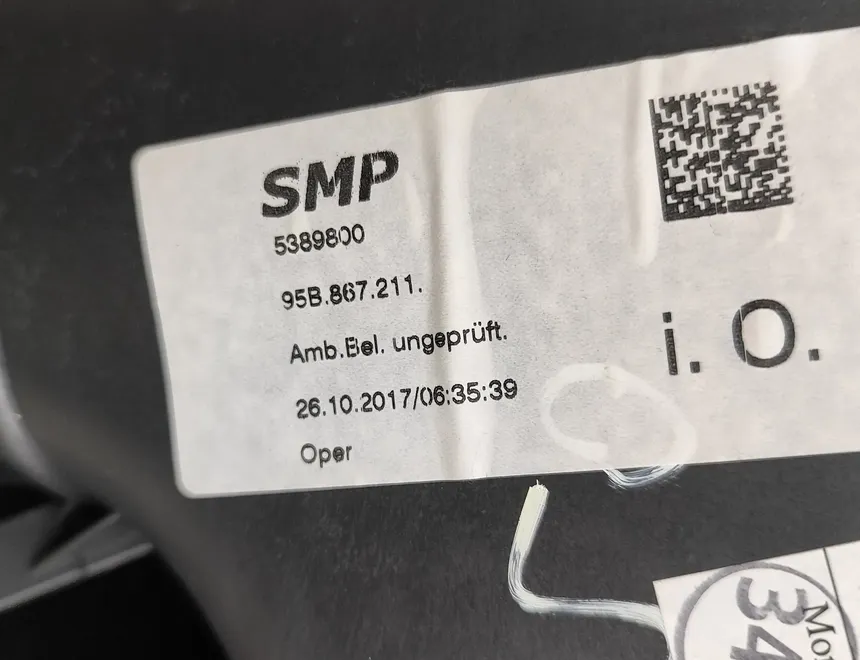 SMP
5389800
95B.867.211.
Amb.Bel. ungeprüft.
26.10.2017/06:35:39
Oper
i. O.
34